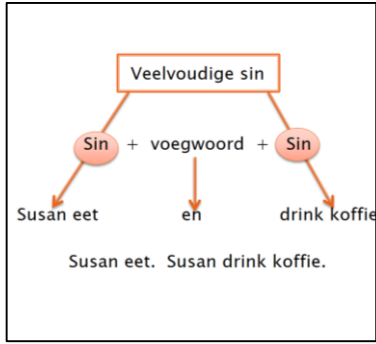 Veelvoudige sin
Sin + voegwoord + Sin
Susan eet en drink koffie
Susan eet. Susan drink koffie.